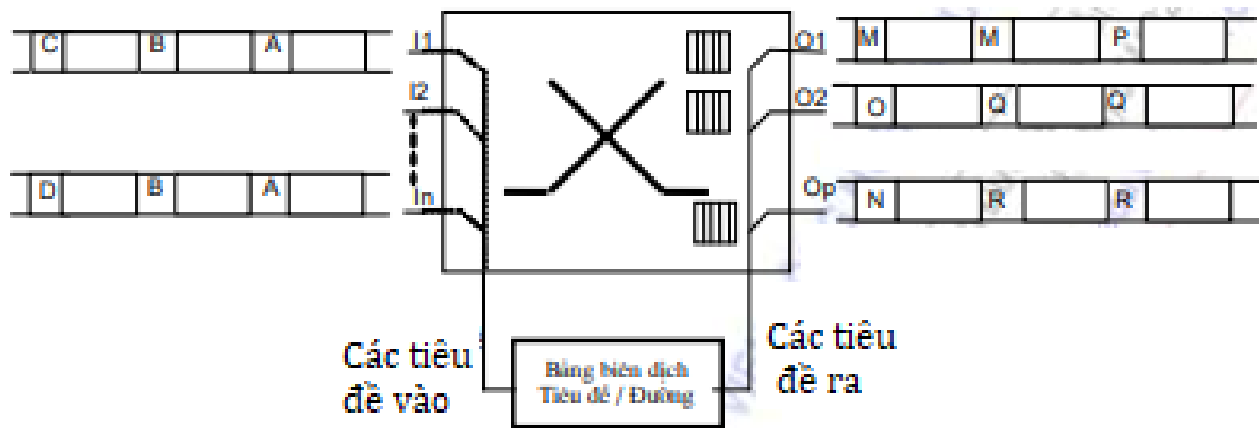 C B A
I1
O1
M M P
I2
O2
O Q Q
D B A
In
Op
N R R
Các tiêu
đề vào
Bảng biên dịch
Tiêu đề / Đường
Các tiêu
đề ra